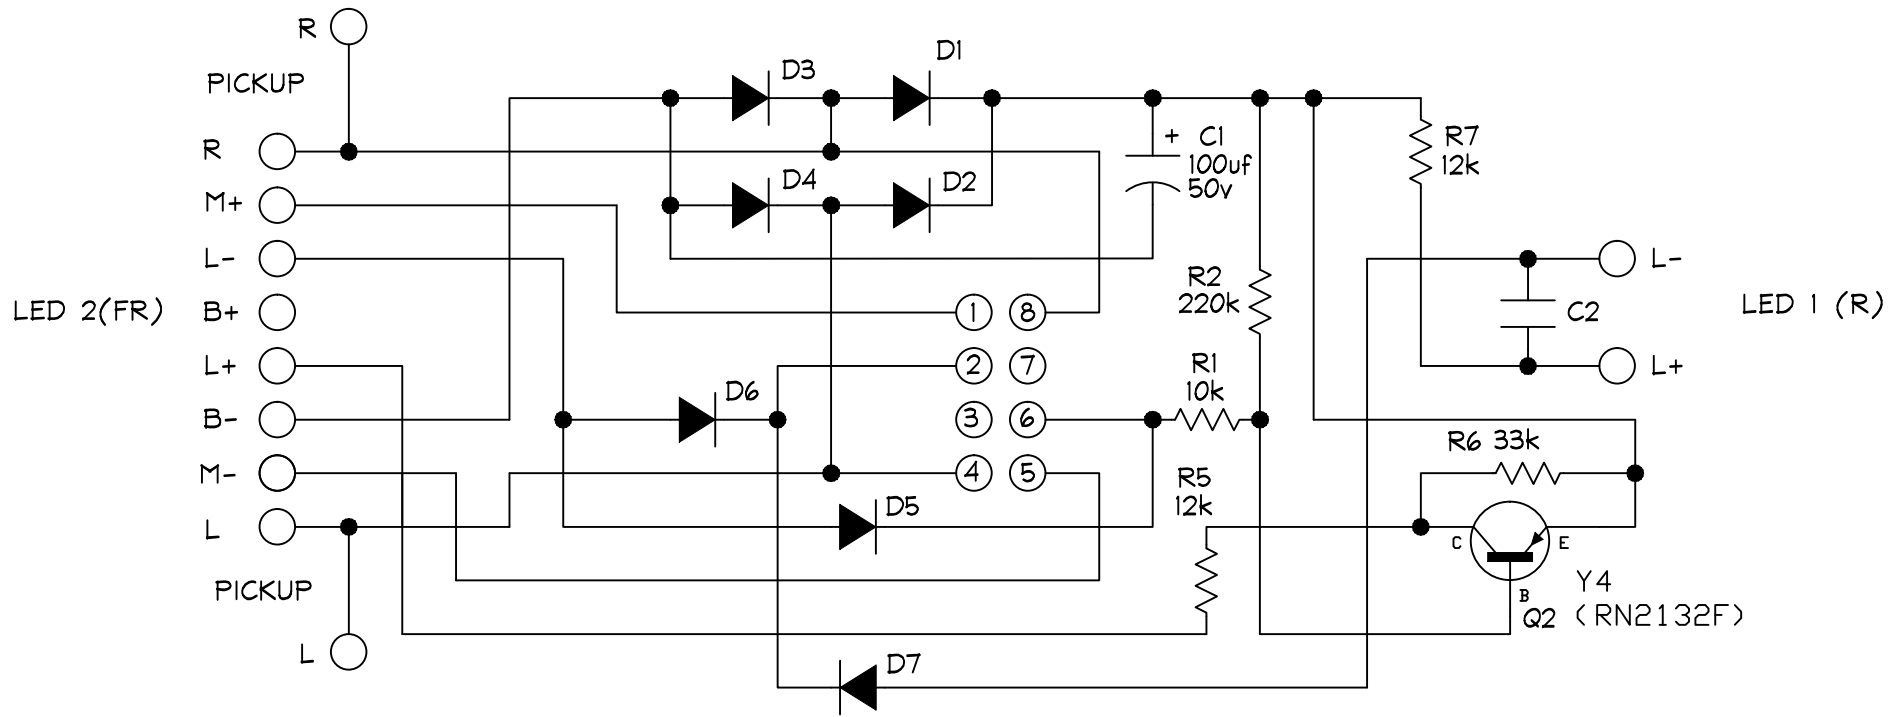 R
PICKUP
D3
D1
R
+ C1
100uf
50v
R7
12k
M+
D4
D2
L-
L-
R2
220k
LED 2(FR)
B+
1
8
C2
LED 1 (R)
L+
2
7
R1
10k
L+
D6
B-
3
6
R6 33k
M-
4
5
R5
12k
D5
L
C
E
PICKUP
Y4
B
Q2
(RN2132F)
L
D7